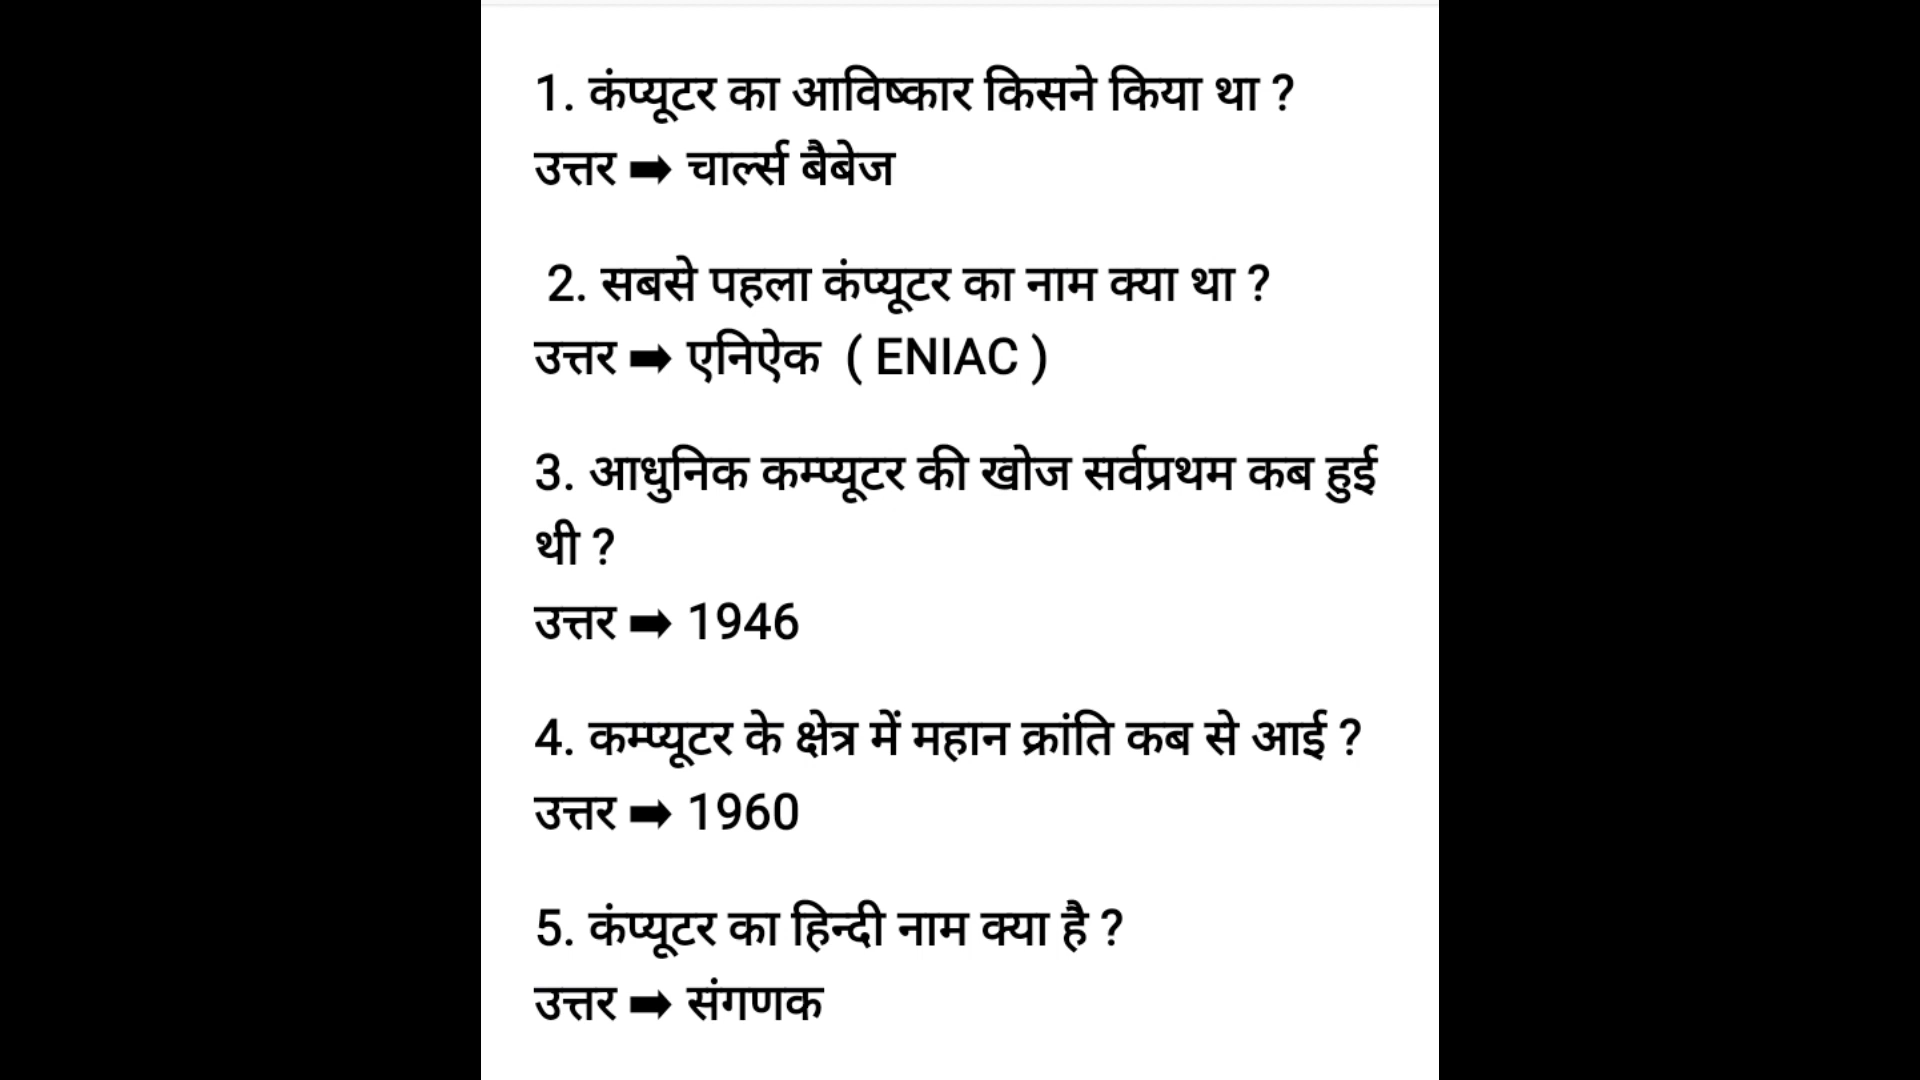 1. कंप्यूटर का आविष्कार किसने किया था ?
उत्तर ➡ चार्ल्स बैबेज
2. सबसे पहला कंप्यूटर का नाम क्या था ?
उत्तर ➡ एनिऐक ( ENIAC )
3. आधुनिक कम्प्यूटर की खोज सर्वप्रथम कब हुई
थी ?
उत्तर ➡ 1946
4. कम्प्यूटर के क्षेत्र में महान क्रांति कब से आई ?
उत्तर ➡ 1960
5. कंप्यूटर का हिन्दी नाम क्या है ?
उत्तर ➡ संगणक